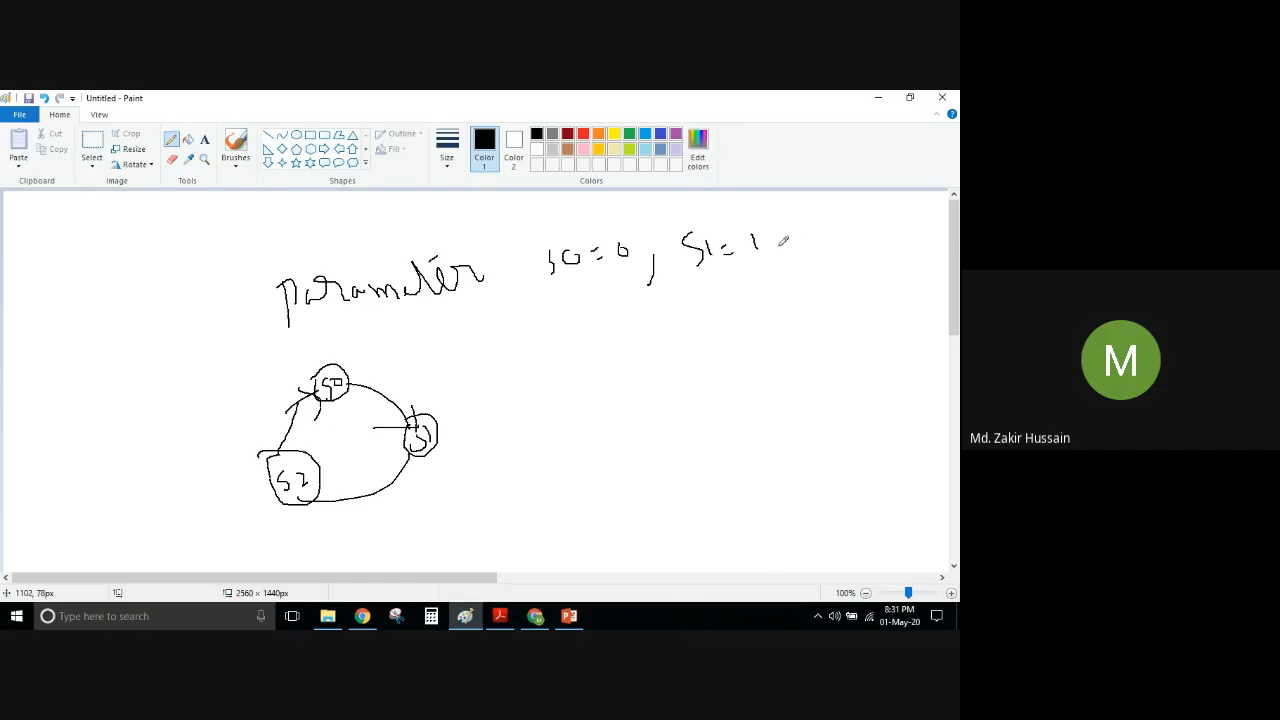 Untitled - Paint
File Home View
Paste Cut Copy Clipboard
Select Crop Resize Rotate Image
Tools
Brushes
Outline Fill Shapes
Size
Color 1
Color 2
Edit colors
Colors
parameter S0 = 0, S1 = 1
S0
S1
S2
M
Md. Zakir Hussain
1102, 78px 2560 × 1440px 100%
Type here to search
8:31 PM
01-May-20